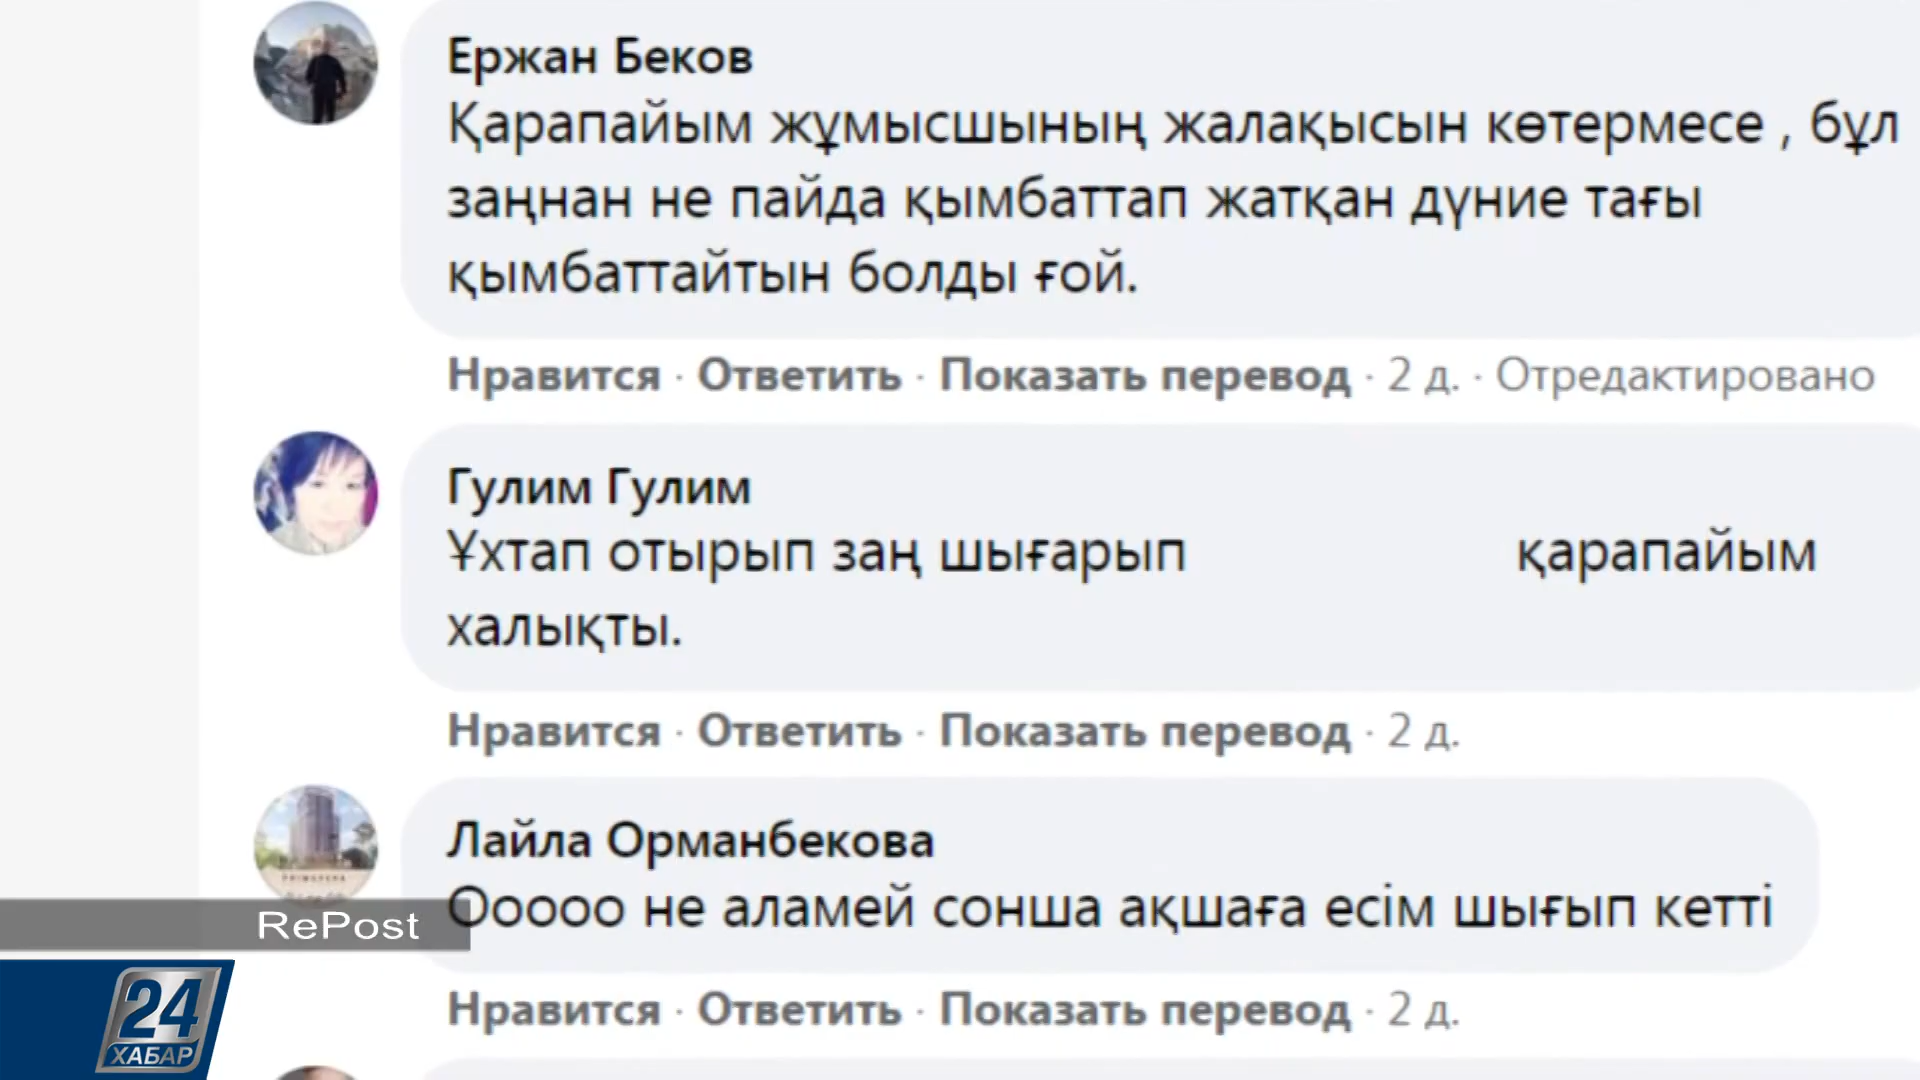 Ержан Беков
Қарапайым жұмысшының жалақысын көтермесе , бұл
заңнан не пайда қымбаттап жатқан дүние тағы
қымбаттайтын болды ғой.
Нравится · Ответить · Показать перевод · 2 д. · Отредактировано
Гулим Гулим
Ұхтап отырып заң шығарып қарапайым
халықты.
Нравится · Ответить · Показать перевод · 2 д.
Лайла Орманбекова
Ооооо не аламей сонша ақшаға есім шығып кетті
RePost
Нравится · Ответить · Показать перевод · 2 д.
24
ХАБАР